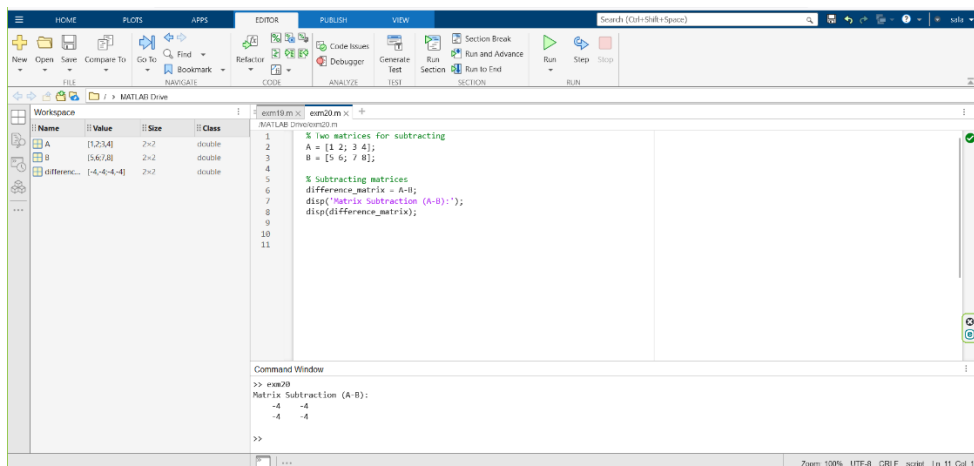 HOME PLOTS APPS EDITOR PUBLISH VIEW Search (Ctrl+Shift+Space) sala
New Open Save Compare To Go To Find Bookmark Refactor Code Issues Debugger Generate Test Run Section Section Break Run and Advance Run to End Run Step Stop
FILE NAVIGATE CODE ANALYZE TEST SECTION RUN
/ > MATLAB Drive
Workspace
Name Value Size Class
A [1,2;3,4] 2×2 double
B [5,6;7,8] 2×2 double
differenc... [-4,-4;-4,-4] 2×2 double
exm19.m × exm20.m × +
/MATLAB Drive/exm20.m
1 % Two matrices for subtracting
2 A = [1 2; 3 4];
3 B = [5 6; 7 8];
4
5 % Subtracting matrices
6 difference_matrix = A-B;
7 disp('Matrix Subtraction (A-B):');
8 disp(difference_matrix);
9
10
11
Command Window
>> exm20
Matrix Subtraction (A-B):
-4 -4
-4 -4
>>
Zoom: 100% UTF-8 CRLF script Ln 11 Col 1